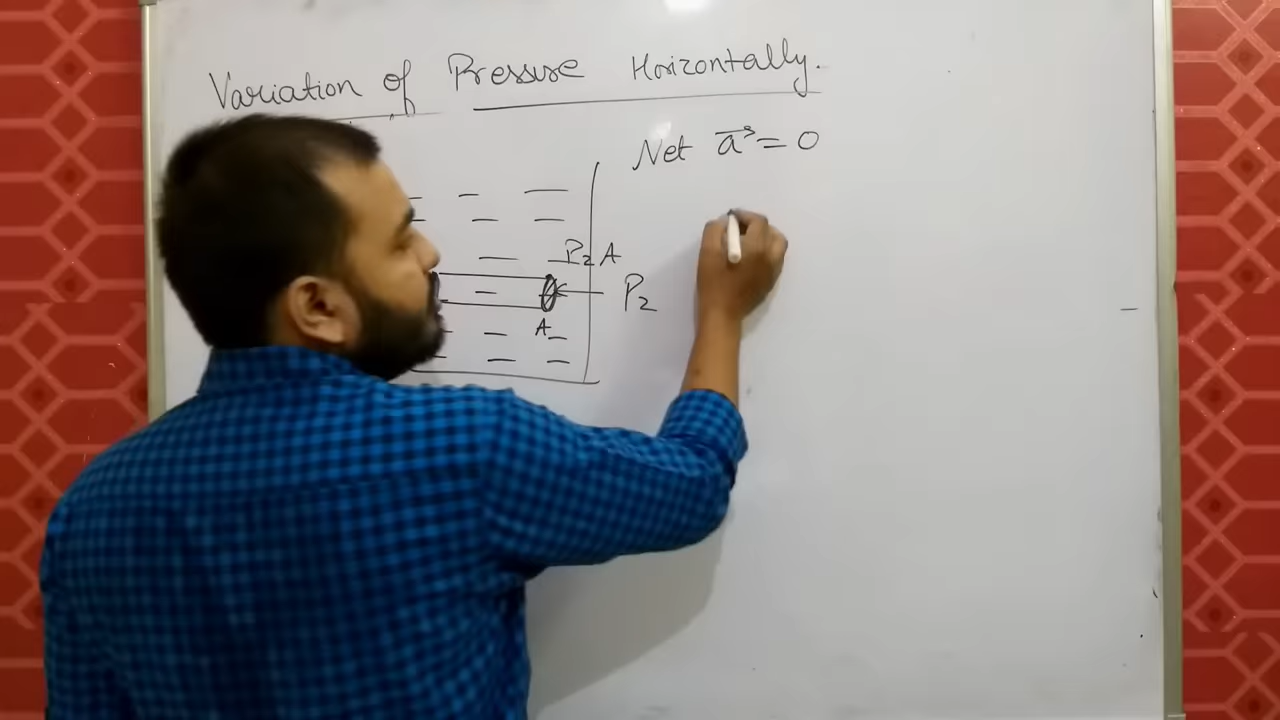 Variation of Pressure Horizontally.
Net a⃗ = 0
P₂A
P₂
A